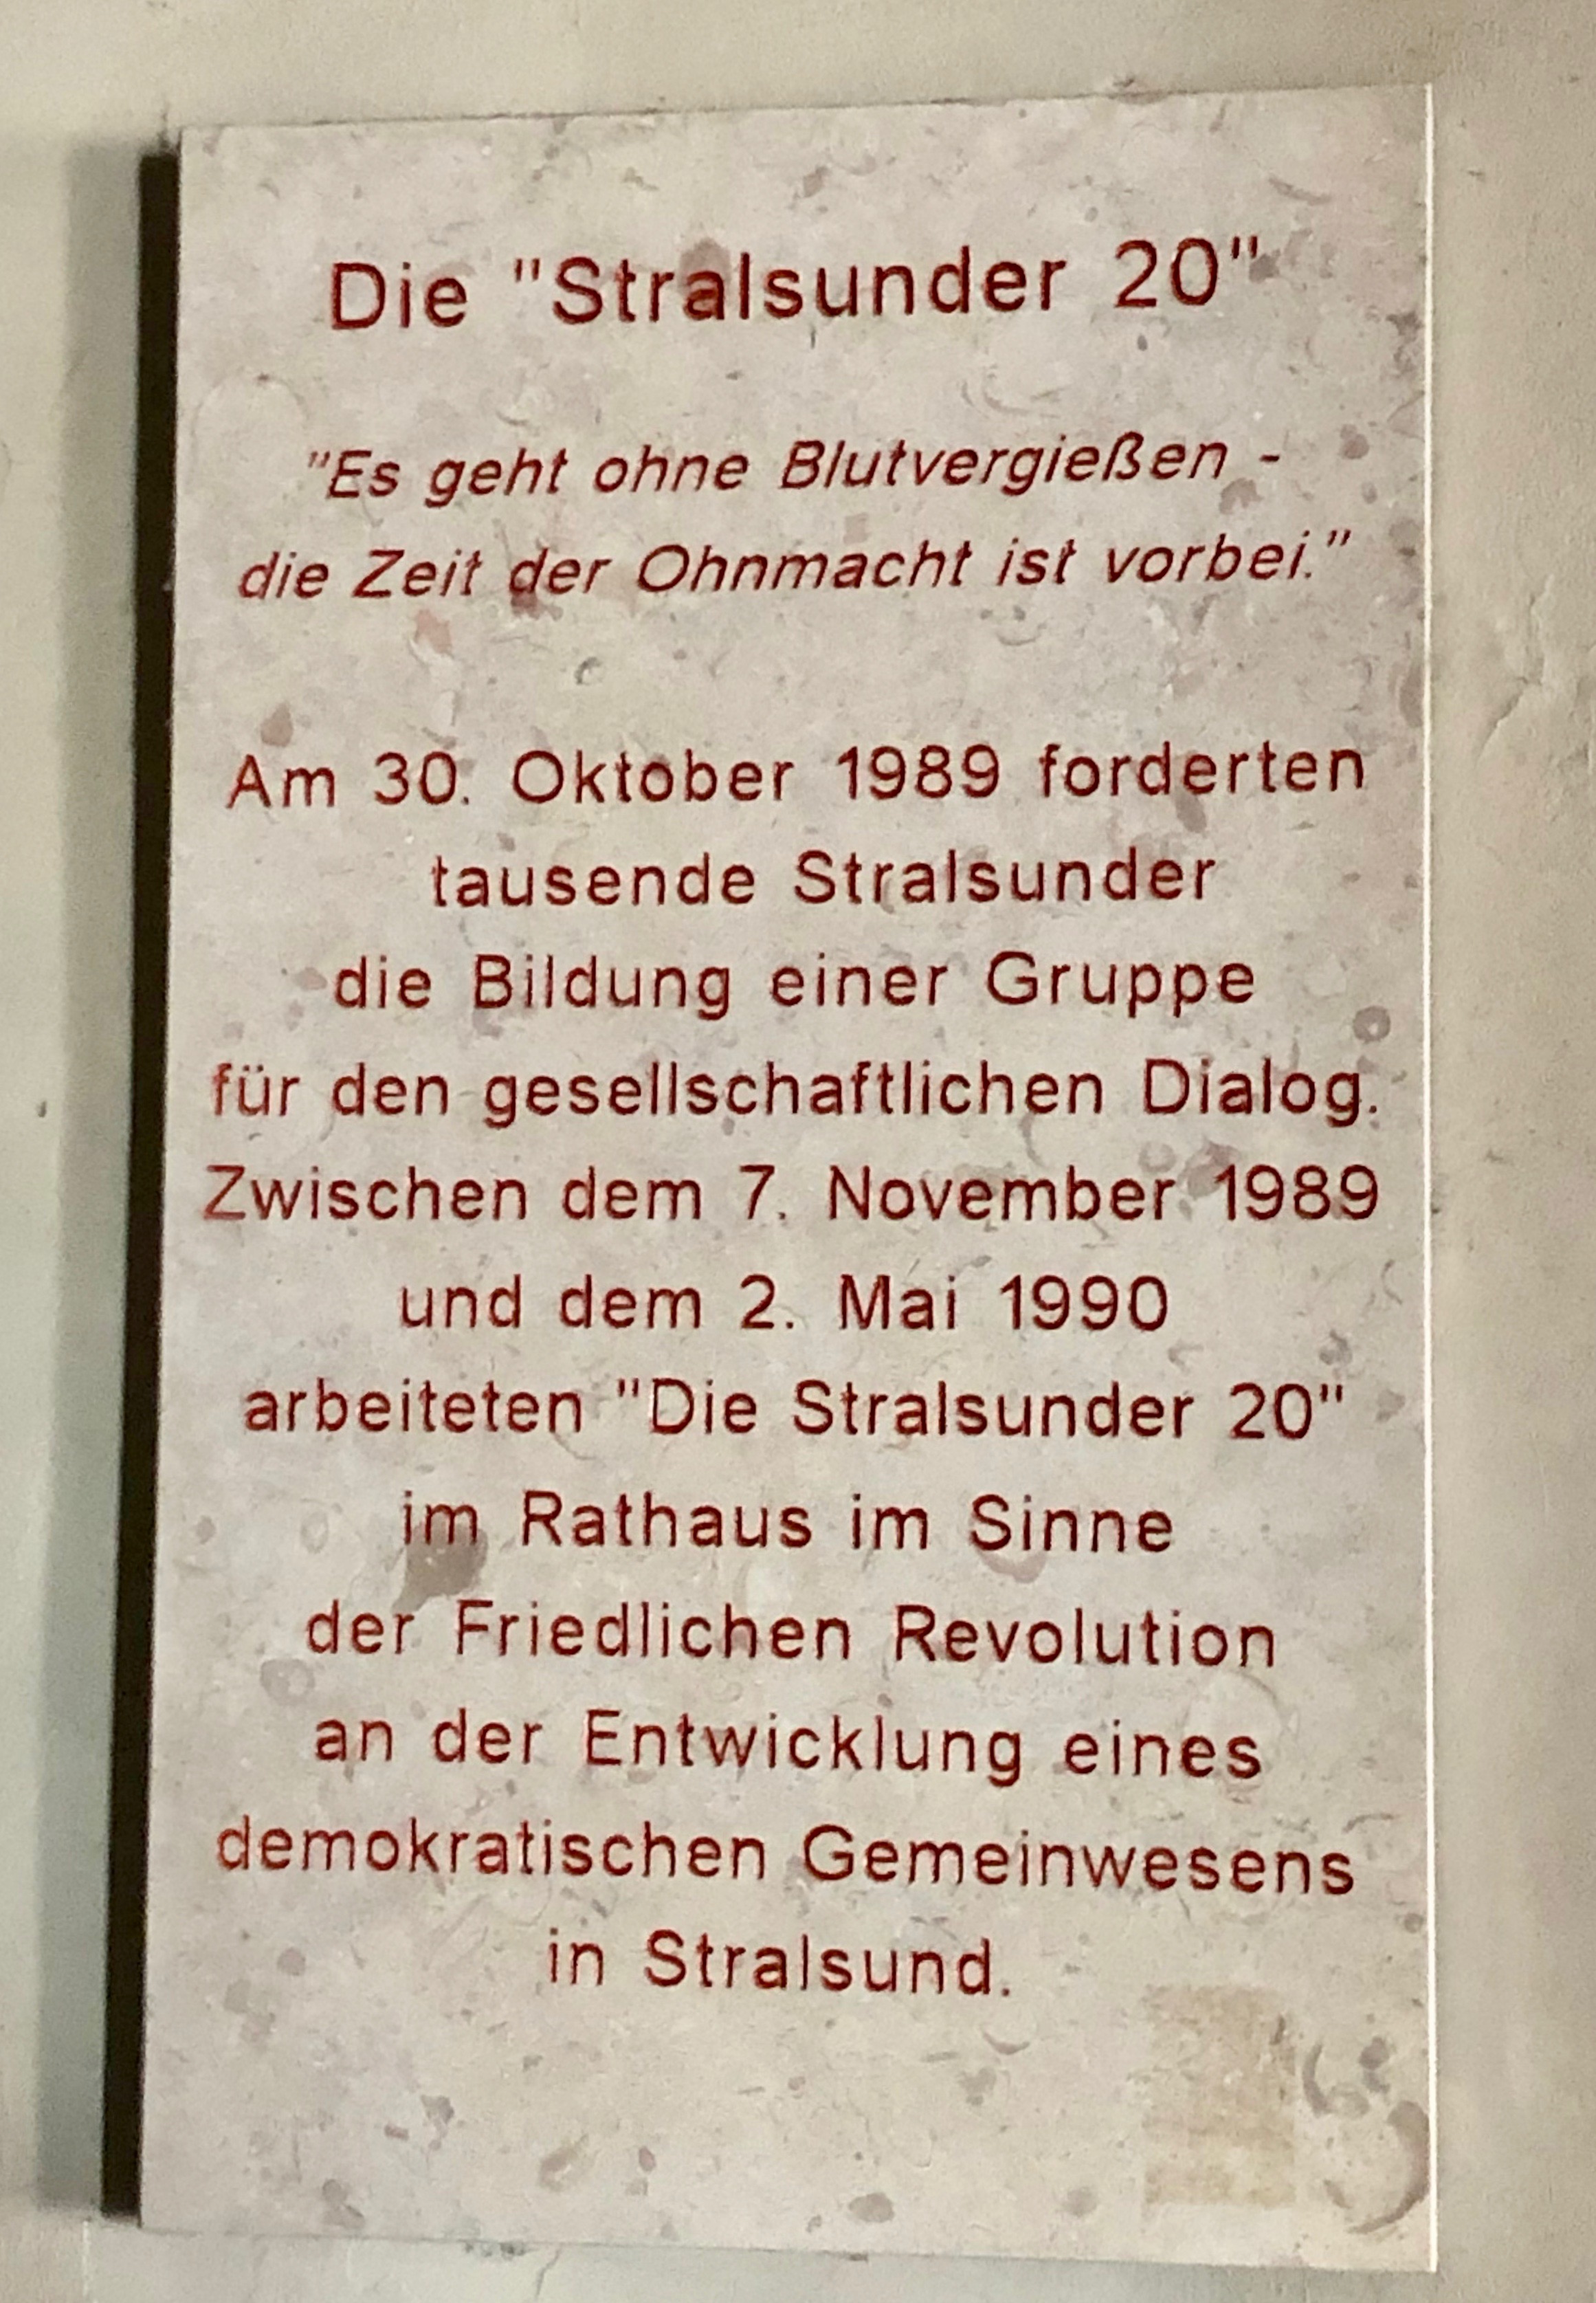 Die "Stralsunder 20"
"Es geht ohne Blutvergießen -
die Zeit der Ohnmacht ist vorbei."
Am 30. Oktober 1989 forderten
tausende Stralsunder
die Bildung einer Gruppe
für den gesellschaftlichen Dialog.
Zwischen dem 7. November 1989
und dem 2. Mai 1990
arbeiteten "Die Stralsunder 20"
im Rathaus im Sinne
der Friedlichen Revolution
an der Entwicklung eines
demokratischen Gemeinwesens
in Stralsund.